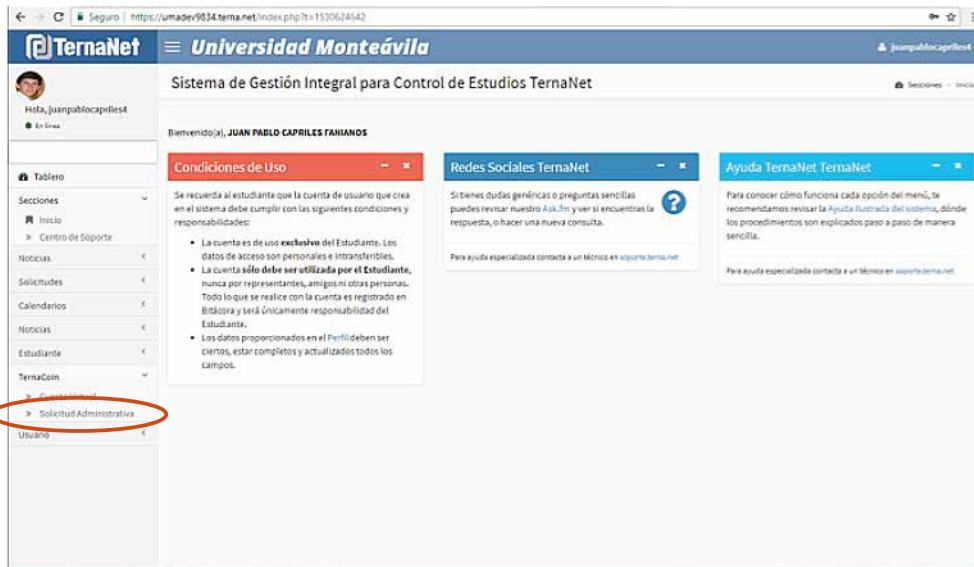 Seguro | https://umadev9834.terna.net/index.php?t=1530624642
TernaNet
Universidad Monteávila
juanpablocapriles4
Hola, juanpablocapriles4
En línea
Sistema de Gestión Integral para Control de Estudios TernaNet
Secciones
Inicio
Bienvenido(a), JUAN PABLO CAPRILES FANIANOS
Tablero
Secciones
Inicio
Centro de Soporte
Noticias
Solicitudes
Calendarios
Noticias
Estudiante
TernaCoin
Cuenta Virtual
Solicitud Administrativa
Usuario
Condiciones de Uso
Se recuerda al estudiante que la cuenta de usuario que crea
en el sistema debe cumplir con las siguientes condiciones y
responsabilidades:
La cuenta es de uso exclusivo del Estudiante. Los
datos de acceso son personales e intransferibles.
La cuenta sólo debe ser utilizada por el Estudiante,
nunca por representantes, amigos ni otras personas.
Todo lo que se realice con la cuenta es registrado en
Bitácora y será únicamente responsabilidad del
Estudiante.
Los datos proporcionados en el Perfil deben ser
ciertos, estar completos y actualizados todos los
campos.
Redes Sociales TernaNet
Si tienes dudas genéricas o preguntas sencillas
puedes revisar nuestro Ask.fm y ver si encuentras la
respuesta, o hacer una nueva consulta.
Para ayuda especializada contacta a un técnico en soporte.terna.net
Ayuda TernaNet TernaNet
Para conocer cómo funciona cada opción del menú, te
recomendamos revisar la Ayuda Ilustrada del sistema, dónde
los procedimientos son explicados paso a paso de manera
sencilla.
Para ayuda especializada contacta a un técnico en soporte.terna.net